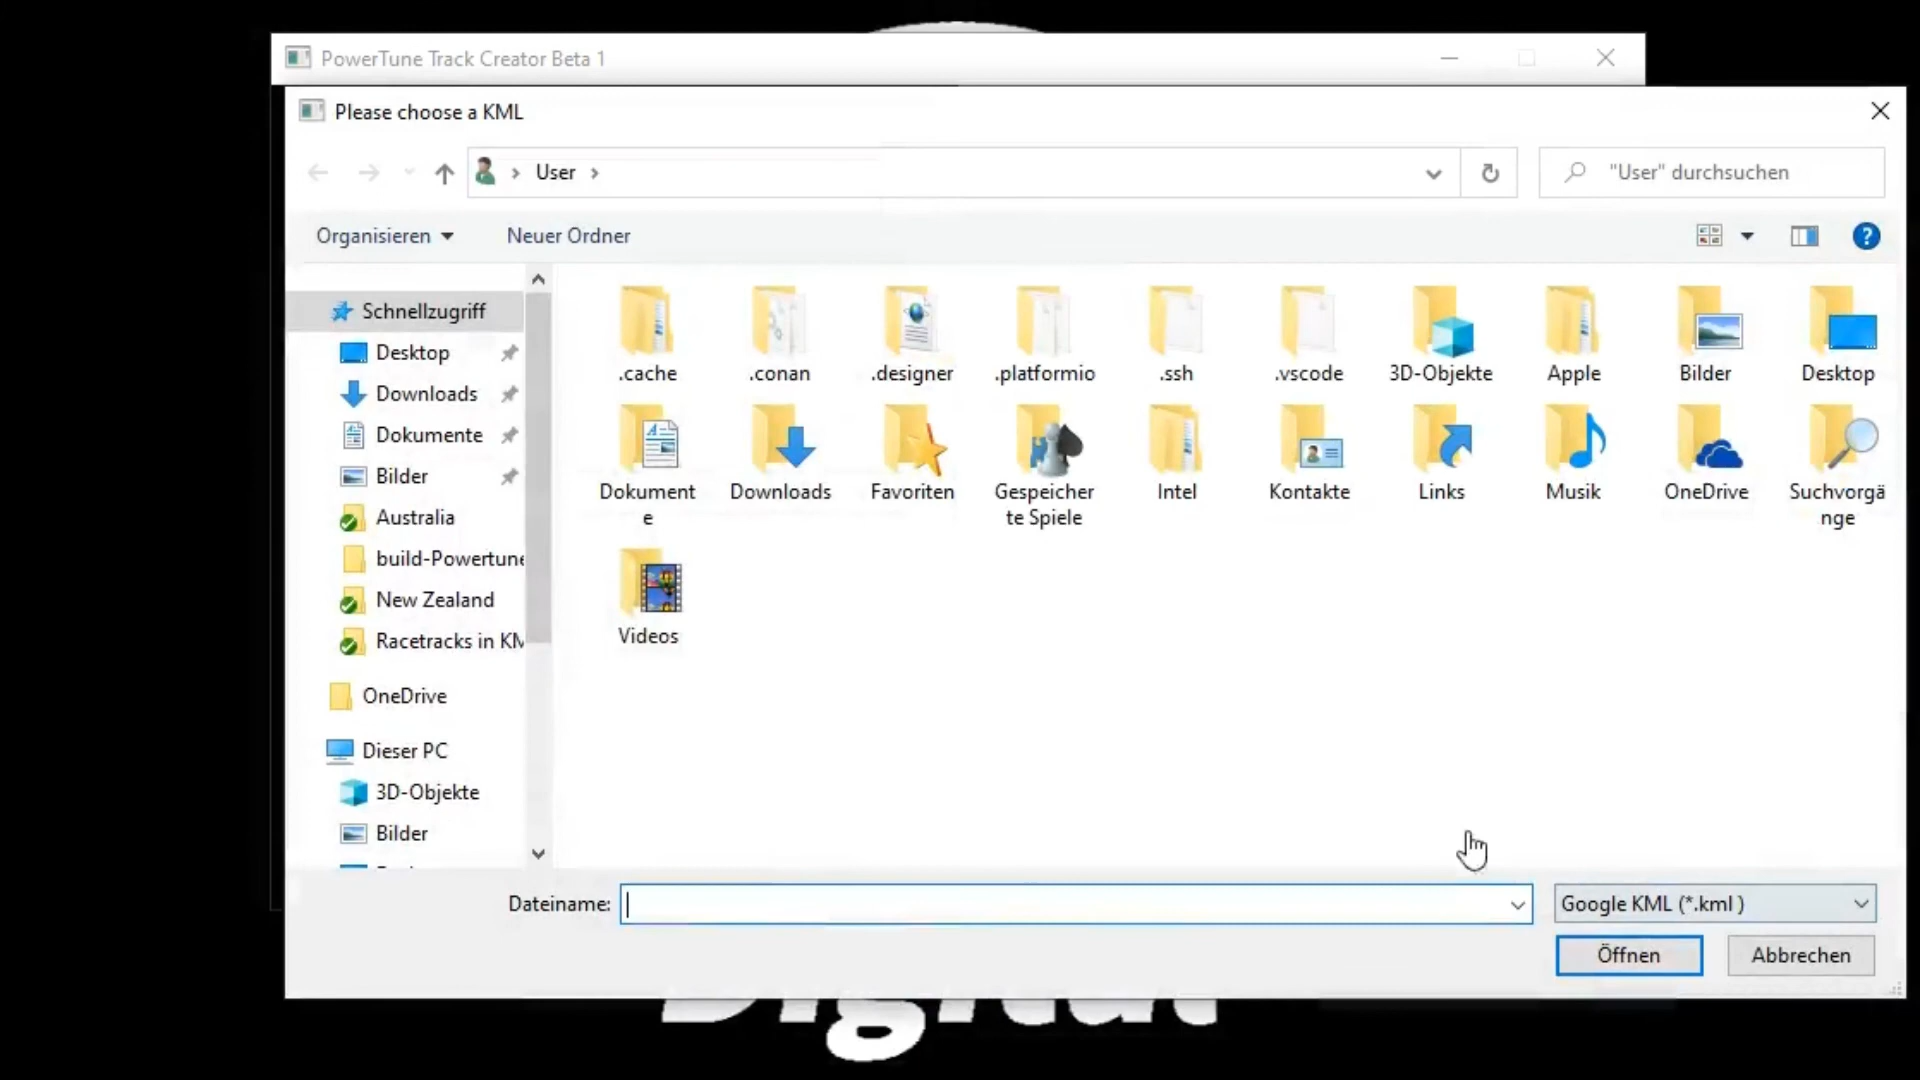 PowerTune Track Creator Beta 1
Please choose a KML
User
"User" durchsuchen
Organisieren
Neuer Ordner
Schnellzugriff
Desktop
Downloads
Dokumente
Bilder
Australia
build-Powertune
New Zealand
Racetracks in KM
OneDrive
Dieser PC
3D-Objekte
Bilder
.cache
.conan
.designer
.platformio
.ssh
.vscode
3D-Objekte
Apple
Bilder
Desktop
Dokument
e
Downloads
Favoriten
Gespeicher
te Spiele
Intel
Kontakte
Links
Musik
OneDrive
Suchvorgä
nge
Videos
Dateiname:
Google KML (*.kml )
Öffnen
Abbrechen
Digital